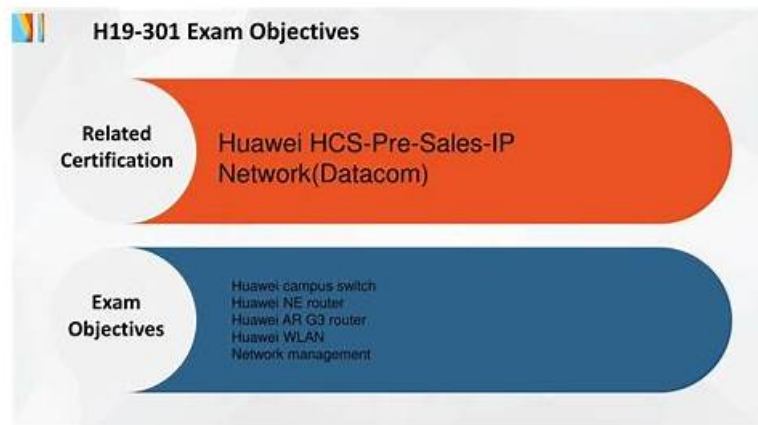 H19-301 Exam Objectives
Related
Certification
Huawei HCS-Pre-Sales-IP
Network(Datacom)
Exam
Objectives
Huawei campus switch
Huawei NE router
Huawei AR G3 router
Huawei WLAN
Network management